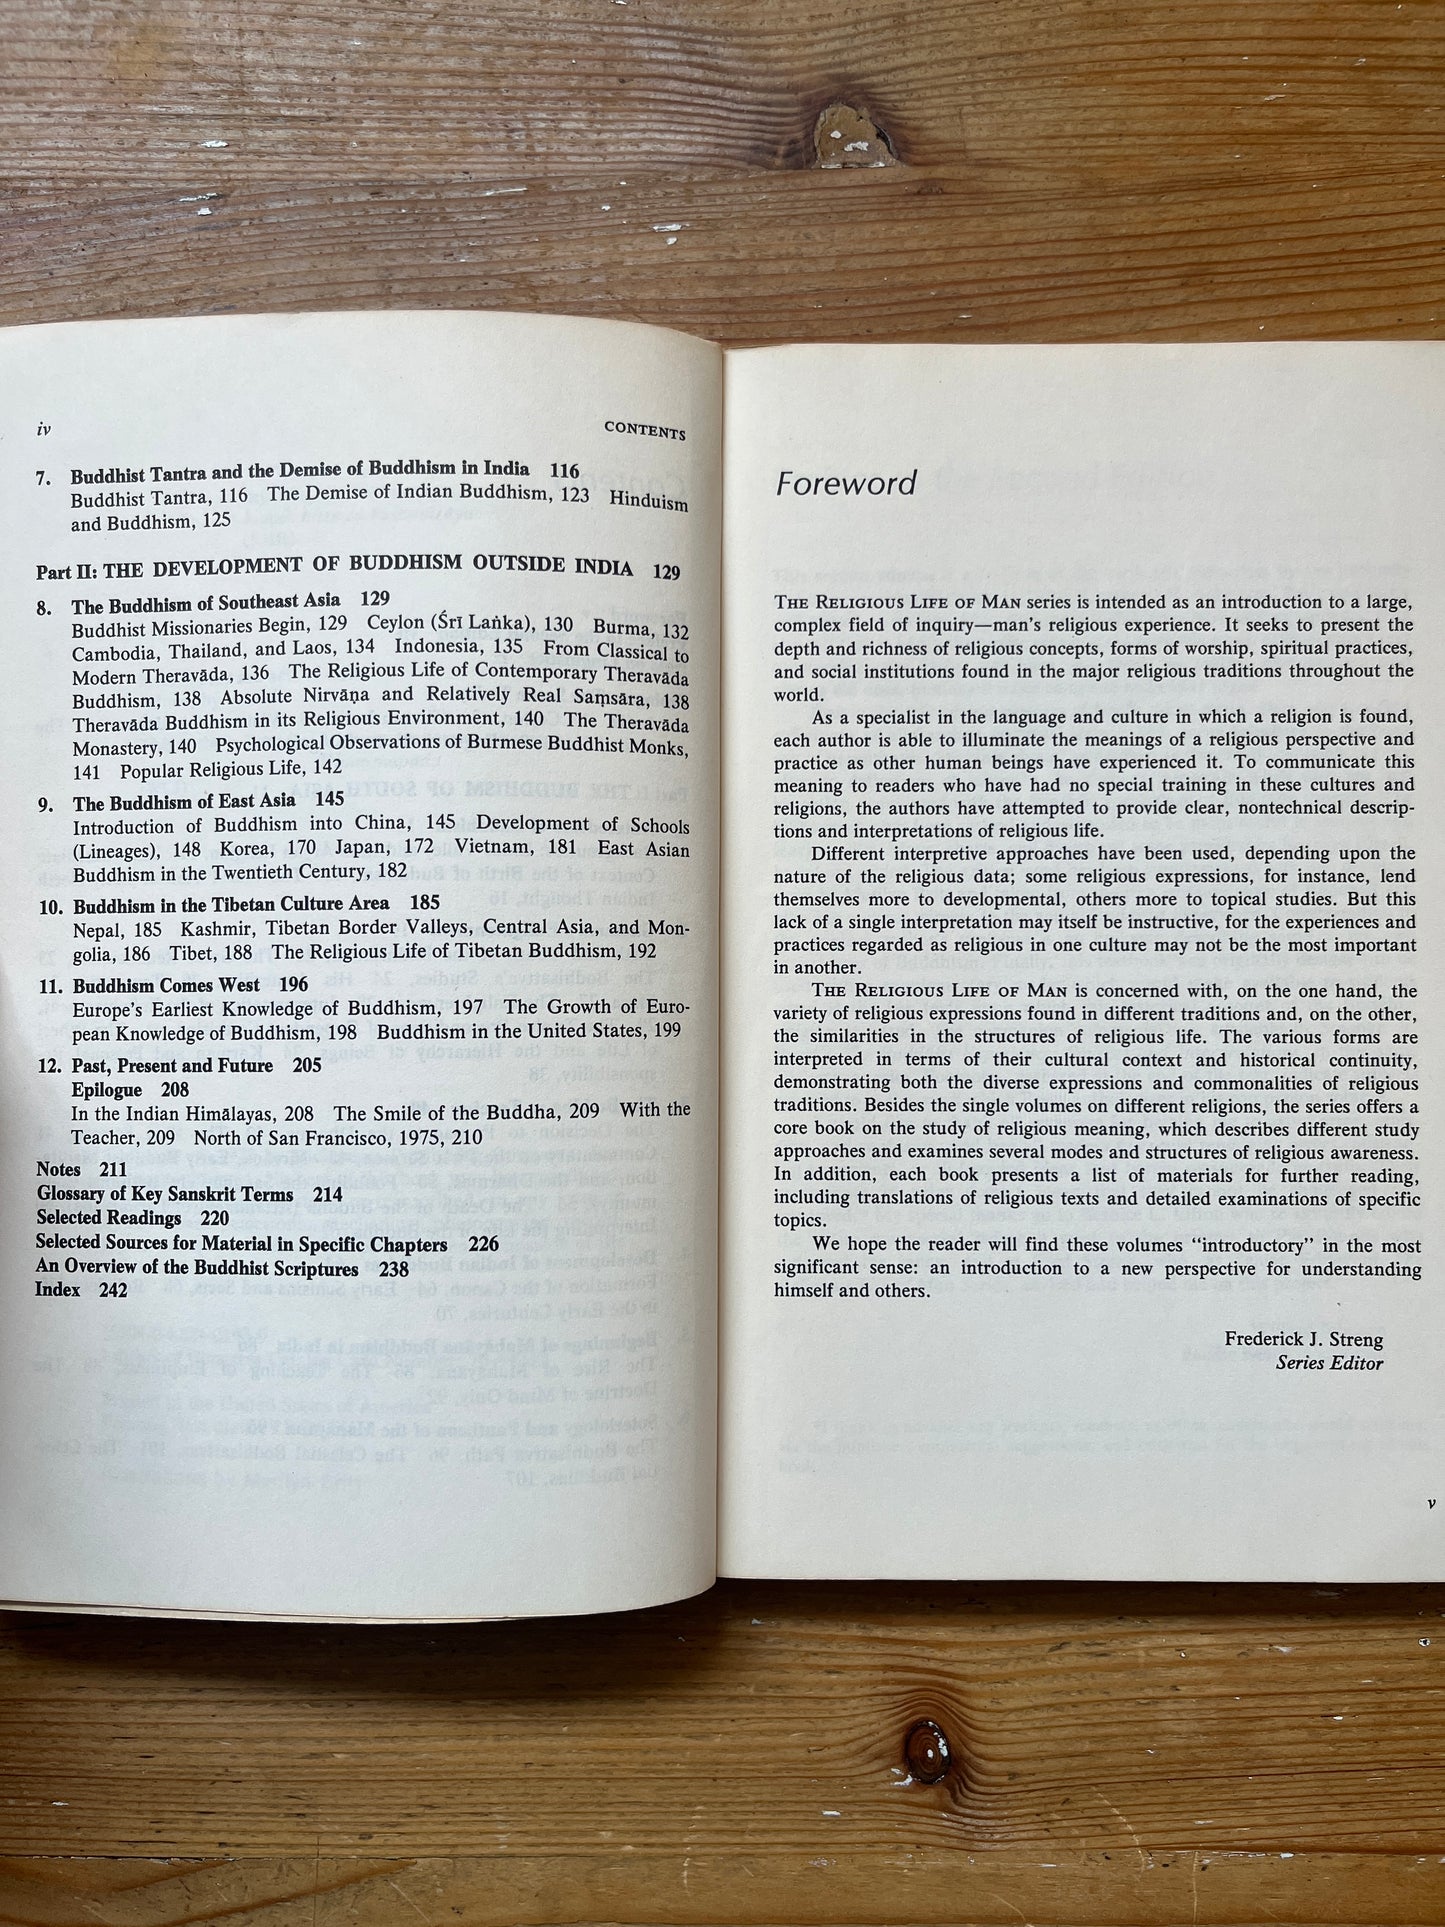 iv CONTENTS
7. Buddhist Tantra and the Demise of Buddhism in India 116
Buddhist Tantra, 116 The Demise of Indian Buddhism, 123 Hinduism
and Buddhism, 125
Part II: THE DEVELOPMENT OF BUDDHISM OUTSIDE INDIA 129
8. The Buddhism of Southeast Asia 129
Buddhist Missionaries Begin, 129 Ceylon (Śrī Laṅka), 130 Burma, 132
Cambodia, Thailand, and Laos, 134 Indonesia, 135 From Classical to
Modern Theravāda, 136 The Religious Life of Contemporary Theravāda
Buddhism, 138 Absolute Nirvāṇa and Relatively Real Saṃsāra, 138
Theravāda Buddhism in its Religious Environment, 140 The Theravāda
Monastery, 140 Psychological Observations of Burmese Buddhist Monks,
141 Popular Religious Life, 142
9. The Buddhism of East Asia 145
Introduction of Buddhism into China, 145 Development of Schools
(Lineages), 148 Korea, 170 Japan, 172 Vietnam, 181 East Asian
Buddhism in the Twentieth Century, 182
10. Buddhism in the Tibetan Culture Area 185
Nepal, 185 Kashmir, Tibetan Border Valleys, Central Asia, and Mon-
golia, 186 Tibet, 188 The Religious Life of Tibetan Buddhism, 192
11. Buddhism Comes West 196
Europe's Earliest Knowledge of Buddhism, 197 The Growth of Euro-
pean Knowledge of Buddhism, 198 Buddhism in the United States, 199
12. Past, Present and Future 205
Epilogue 208
In the Indian Himālayas, 208 The Smile of the Buddha, 209 With the
Teacher, 209 North of San Francisco, 1975, 210
Notes 211
Glossary of Key Sanskrit Terms 214
Selected Readings 220
Selected Sources for Material in Specific Chapters 226
An Overview of the Buddhist Scriptures 238
Index 242
Foreword
THE RELIGIOUS LIFE OF MAN series is intended as an introduction to a large,
complex field of inquiry—man's religious experience. It seeks to present the
depth and richness of religious concepts, forms of worship, spiritual practices,
and social institutions found in the major religious traditions throughout the
world.
As a specialist in the language and culture in which a religion is found,
each author is able to illuminate the meanings of a religious perspective and
practice as other human beings have experienced it. To communicate this
meaning to readers who have had no special training in these cultures and
religions, the authors have attempted to provide clear, nontechnical descrip-
tions and interpretations of religious life.
Different interpretive approaches have been used, depending upon the
nature of the religious data; some religious expressions, for instance, lend
themselves more to developmental, others more to topical studies. But this
lack of a single interpretation may itself be instructive, for the experiences and
practices regarded as religious in one culture may not be the most important
in another.
THE RELIGIOUS LIFE OF MAN is concerned with, on the one hand, the
variety of religious expressions found in different traditions and, on the other,
the similarities in the structures of religious life. The various forms are
interpreted in terms of their cultural context and historical continuity,
demonstrating both the diverse expressions and commonalities of religious
traditions. Besides the single volumes on different religions, the series offers a
core book on the study of religious meaning, which describes different study
approaches and examines several modes and structures of religious awareness.
In addition, each book presents a list of materials for further reading,
including translations of religious texts and detailed examinations of specific
topics.
We hope the reader will find these volumes "introductory" in the most
significant sense: an introduction to a new perspective for understanding
himself and others.
Frederick J. Streng
Series Editor
v